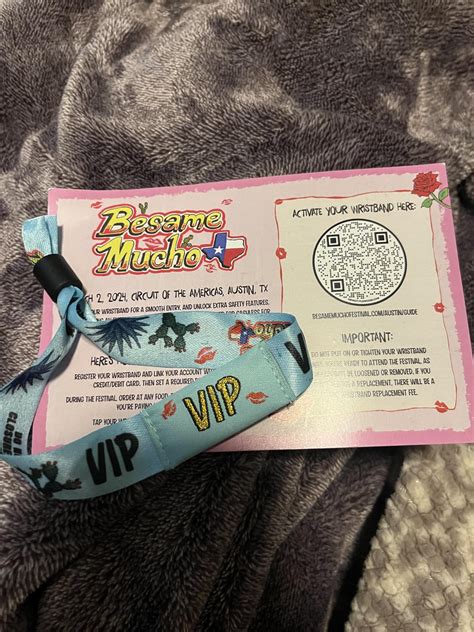 Besame
Mucho
H 2, 2024, CIRCUIT OF THE AMERICAS, AUSTIN, TX
WRISTBAND FOR A SMOOTH ENTRY, AND UNLOCK EXTRA SAFETY FEATURES.
HERE'S
REGISTER YOUR WRISTBAND AND LINK YOUR ACCOUNT WITH
CREDIT/DEBIT CARD, THEN SET A REQUIRED
DURING THE FESTIVAL ORDER AT ANY FOOD
YOU'RE PAYING
TAP YOUR
ACTIVATE YOUR WRISTBAND HERE:
BESAMEMUCHOFESTIVAL.COM/AUSTIN/GUIDE
IMPORTANT:
DO NOT PUT ON OR TIGHTEN YOUR WRISTBAND
READY TO ATTEND THE FESTIVAL AS
BE LOOSENED OR REMOVED. IF YOU
REPLACEMENT, THERE WILL BE A
WRISTBAND REPLACEMENT FEE.
VIP
VIP
VIP
CLOSURE